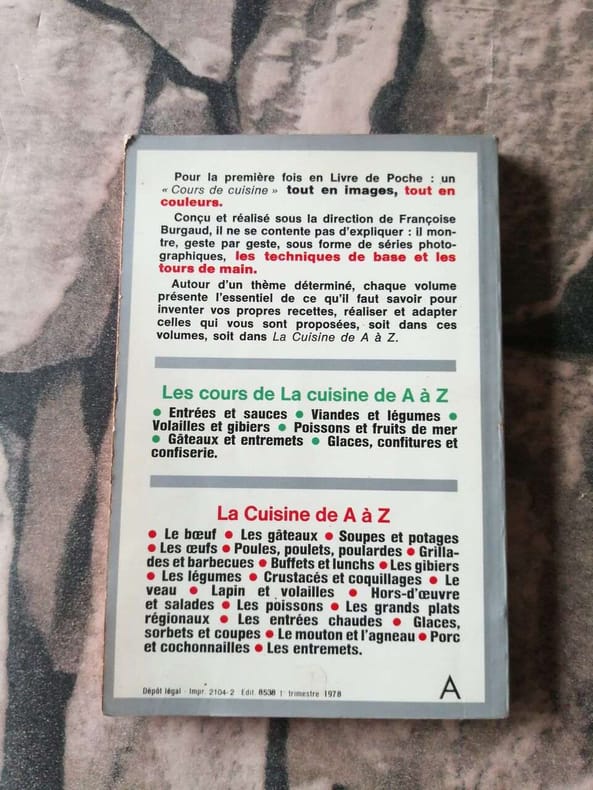 Pour la première fois en Livre de Poche : un
« Cours de cuisine » tout en images, tout en
couleurs.
Conçu et réalisé sous la direction de Françoise
Burgaud, il ne se contente pas d'expliquer : il mon-
tre, geste par geste, sous forme de séries photo-
graphiques, les techniques de base et les
tours de main.
Autour d'un thème déterminé, chaque volume
présente l'essentiel de ce qu'il faut savoir pour
inventer vos propres recettes, réaliser et adapter
celles qui vous sont proposées, soit dans ces
volumes, soit dans La Cuisine de A à Z.
Les cours de La cuisine de A à Z
● Entrées et sauces ● Viandes et légumes ●
Volailles et gibiers ● Poissons et fruits de mer
● Gâteaux et entremets ● Glaces, confitures et
confiserie.
La Cuisine de A à Z
● Le bœuf ● Les gâteaux ● Soupes et potages
● Les œufs ● Poules, poulets, poulardes ● Grilla-
des et barbecues ● Buffets et lunchs ● Les gibiers
● Les légumes ● Crustacés et coquillages ● Le
veau ● Lapin et volailles ● Hors-d'œuvre
et salades ● Les poissons ● Les grands plats
régionaux ● Les entrées chaudes ● Glaces,
sorbets et coupes ● Le mouton et l'agneau ● Porc
et cochonnailles ● Les entremets.
Dépôt légal - Impr. 2104-2 Edit. 8530 1° trimestre 1978
A